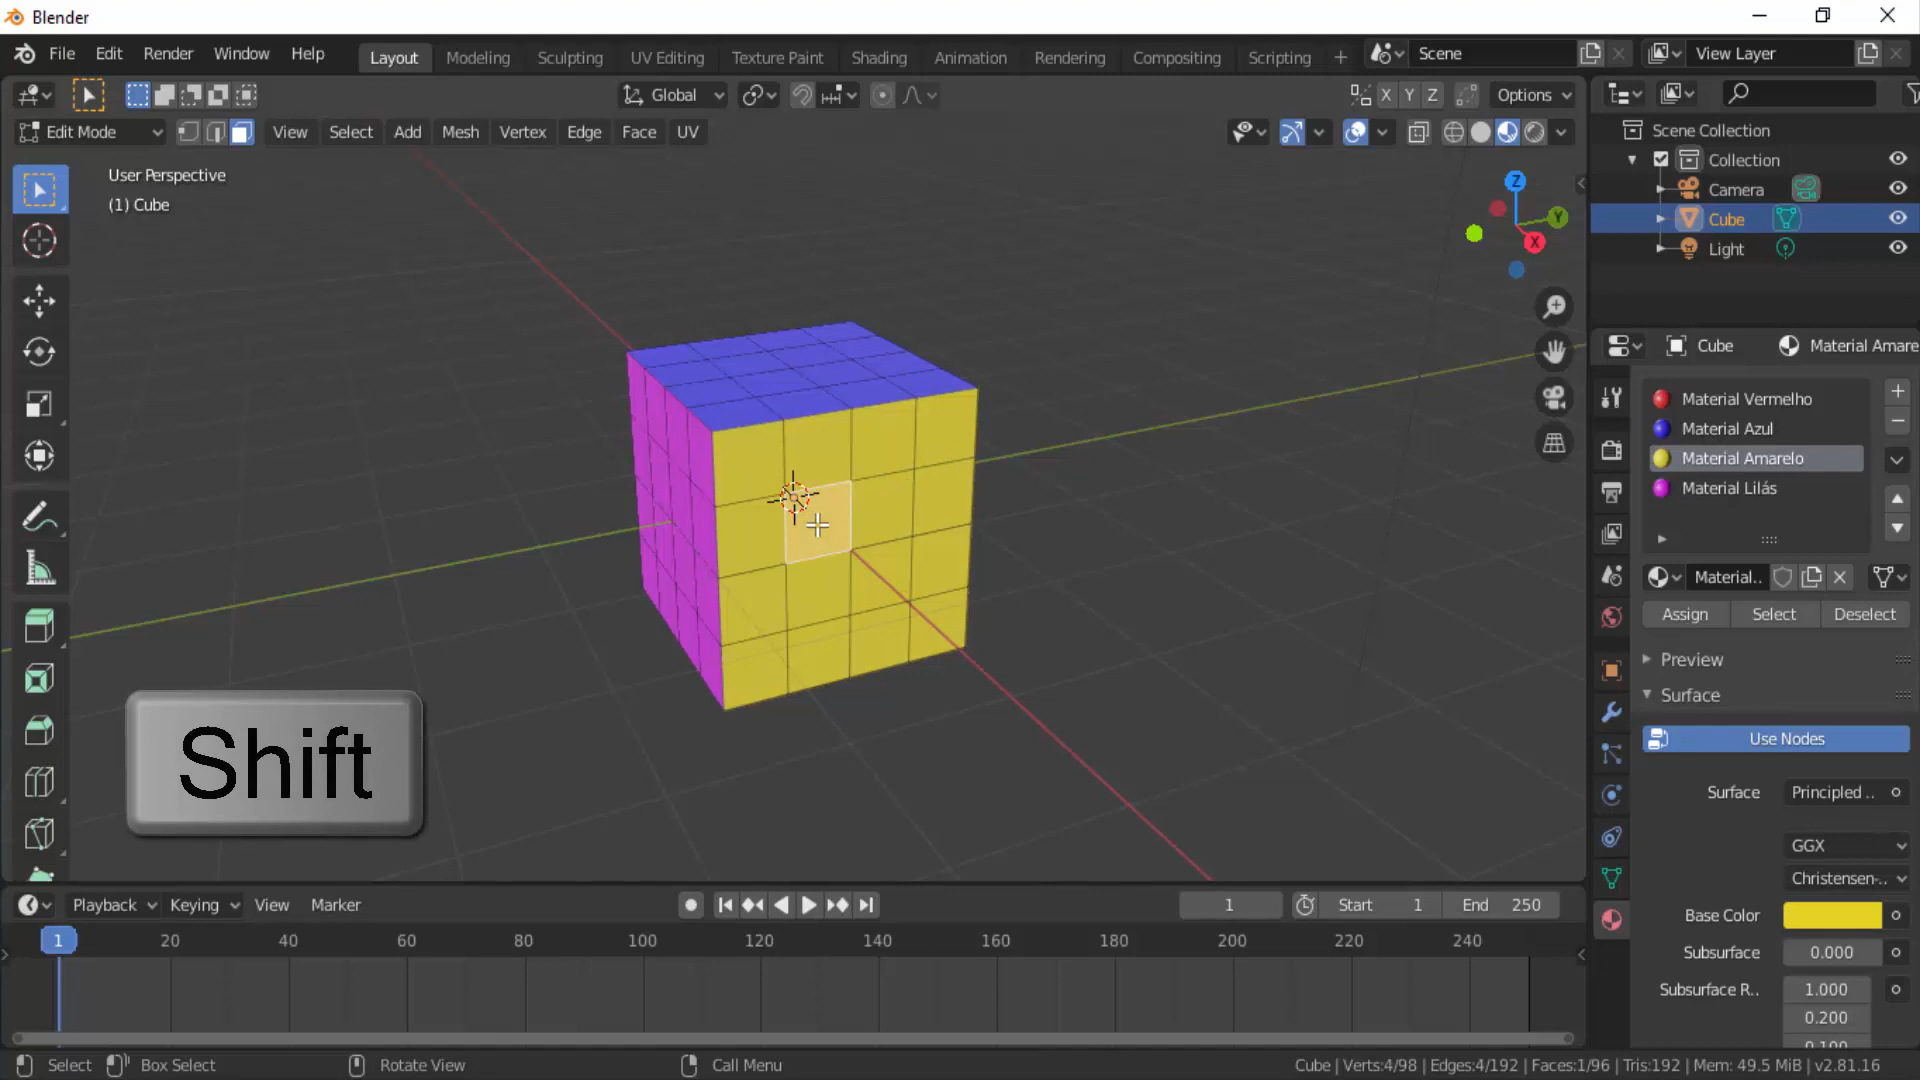 Blender
File Edit Render Window Help Layout Modeling Sculpting UV Editing Texture Paint Shading Animation Rendering Compositing Scripting + Scene View Layer
Global X Y Z Options
Edit Mode View Select Add Mesh Vertex Edge Face UV
User Perspective
(1) Cube
Z
Y
X
Scene Collection
Collection
Camera
Cube
Light
Cube Material Amare
Material Vermelho
Material Azul
Material Amarelo
Material Lilás
Material..
Assign Select Deselect
Preview
Surface
Use Nodes
Surface Principled ..
GGX
Christensen-..
Base Color
Subsurface 0.000
Subsurface R.. 1.000
0.200
0.100
Shift
Playback Keying View Marker 1 Start 1 End 250
1 20 40 60 80 100 120 140 160 180 200 220 240
Select Box Select Rotate View Call Menu Cube | Verts:4/98 | Edges:4/192 | Faces:1/96 | Tris:192 | Mem: 49.5 MiB | v2.81.16